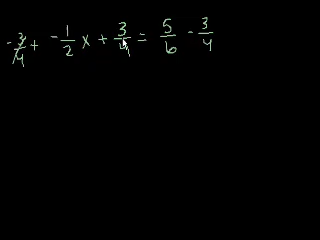 -3/4 + -1/2 x + 3/4 = 5/6 - 3/4